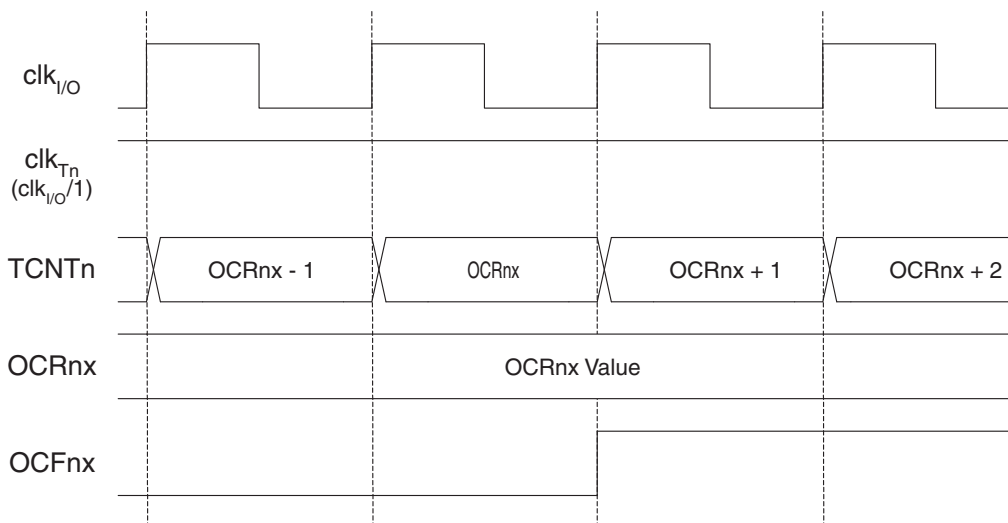 clkI/O
clkTn
(clkI/O/1)
TCNTn
OCRnx - 1
OCRnx
OCRnx + 1
OCRnx + 2
OCRnx
OCRnx Value
OCFnx